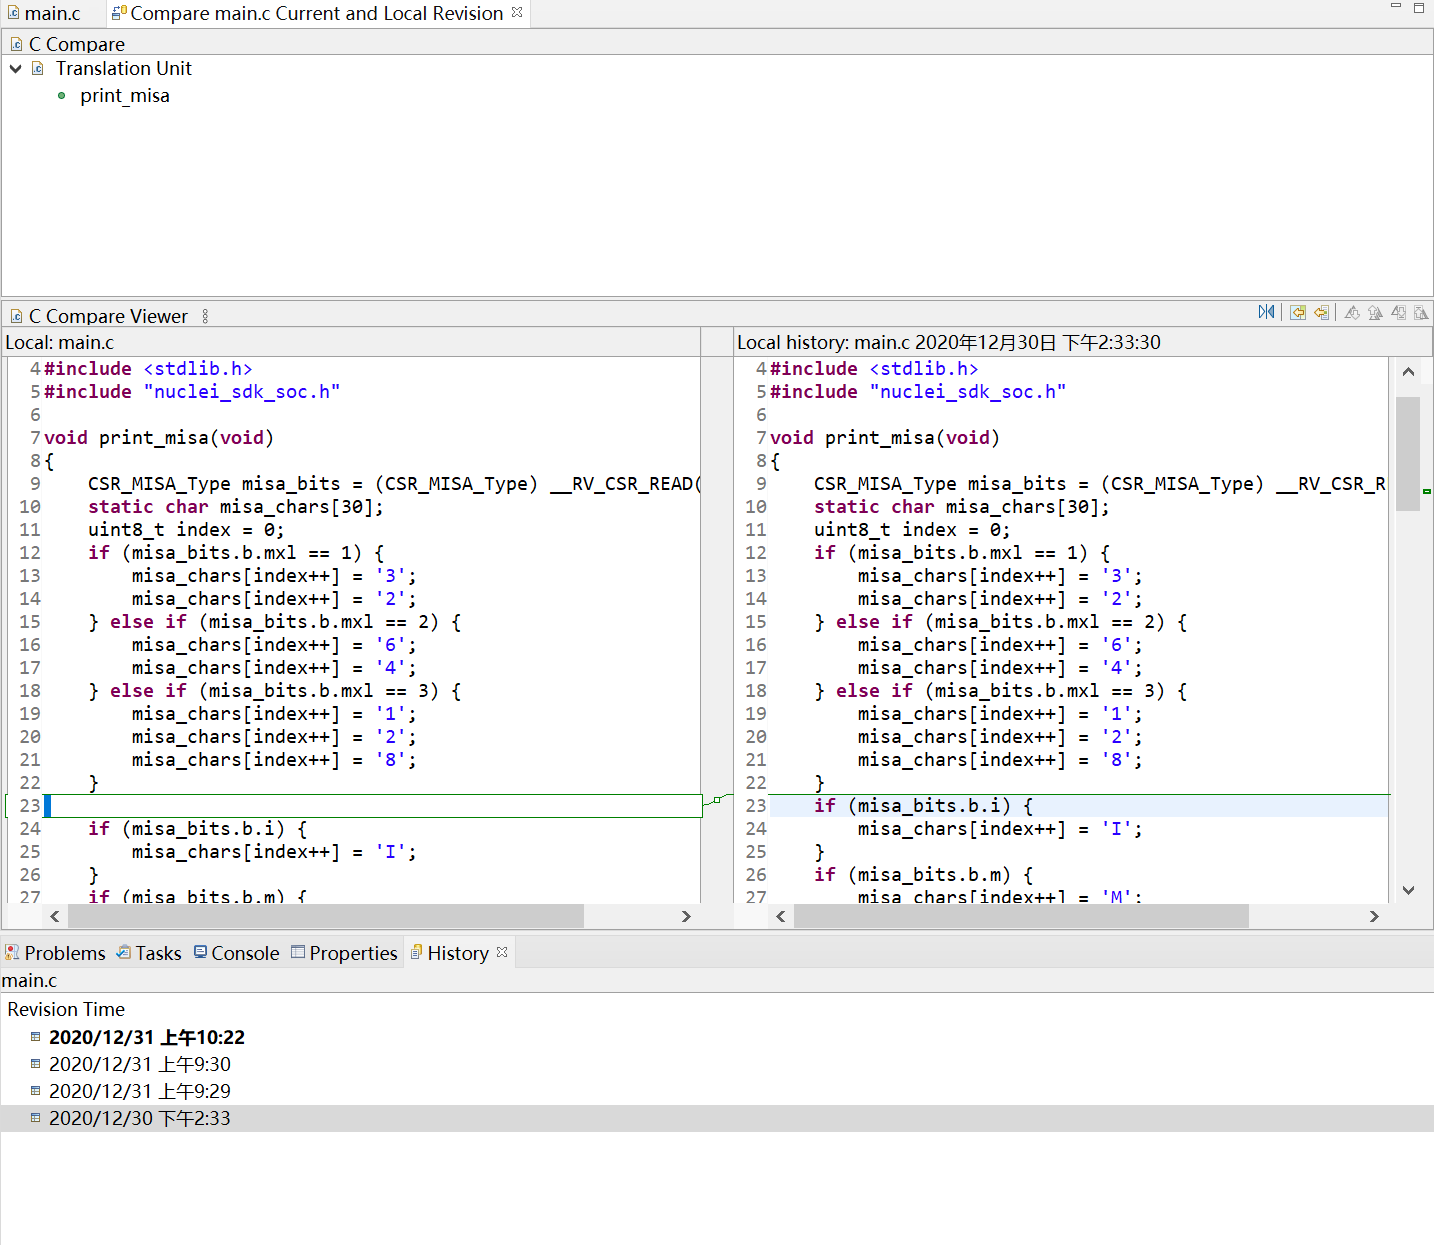 main.c Compare main.c Current and Local Revision
C Compare
Translation Unit
print_misa
C Compare Viewer
Local: main.c
4 #include <stdlib.h>
5 #include "nuclei_sdk_soc.h"
6
7 void print_misa(void)
8 {
9     CSR_MISA_Type misa_bits = (CSR_MISA_Type) __RV_CSR_READ(
10     static char misa_chars[30];
11     uint8_t index = 0;
12     if (misa_bits.b.mxl == 1) {
13         misa_chars[index++] = '3';
14         misa_chars[index++] = '2';
15     } else if (misa_bits.b.mxl == 2) {
16         misa_chars[index++] = '6';
17         misa_chars[index++] = '4';
18     } else if (misa_bits.b.mxl == 3) {
19         misa_chars[index++] = '1';
20         misa_chars[index++] = '2';
21         misa_chars[index++] = '8';
22     }
23
24     if (misa_bits.b.i) {
25         misa_chars[index++] = 'I';
26     }
27     if (misa_bits.b.m) {
Local history: main.c 2020年12月30日 下午2:33:30
4 #include <stdlib.h>
5 #include "nuclei_sdk_soc.h"
6
7 void print_misa(void)
8 {
9     CSR_MISA_Type misa_bits = (CSR_MISA_Type) __RV_CSR_R
10     static char misa_chars[30];
11     uint8_t index = 0;
12     if (misa_bits.b.mxl == 1) {
13         misa_chars[index++] = '3';
14         misa_chars[index++] = '2';
15     } else if (misa_bits.b.mxl == 2) {
16         misa_chars[index++] = '6';
17         misa_chars[index++] = '4';
18     } else if (misa_bits.b.mxl == 3) {
19         misa_chars[index++] = '1';
20         misa_chars[index++] = '2';
21         misa_chars[index++] = '8';
22     }
23     if (misa_bits.b.i) {
24         misa_chars[index++] = 'I';
25     }
26     if (misa_bits.b.m) {
27         misa_chars[index++] = 'M';
Problems Tasks Console Properties History
main.c
Revision Time
2020/12/31 上午10:22
2020/12/31 上午9:30
2020/12/31 上午9:29
2020/12/30 下午2:33